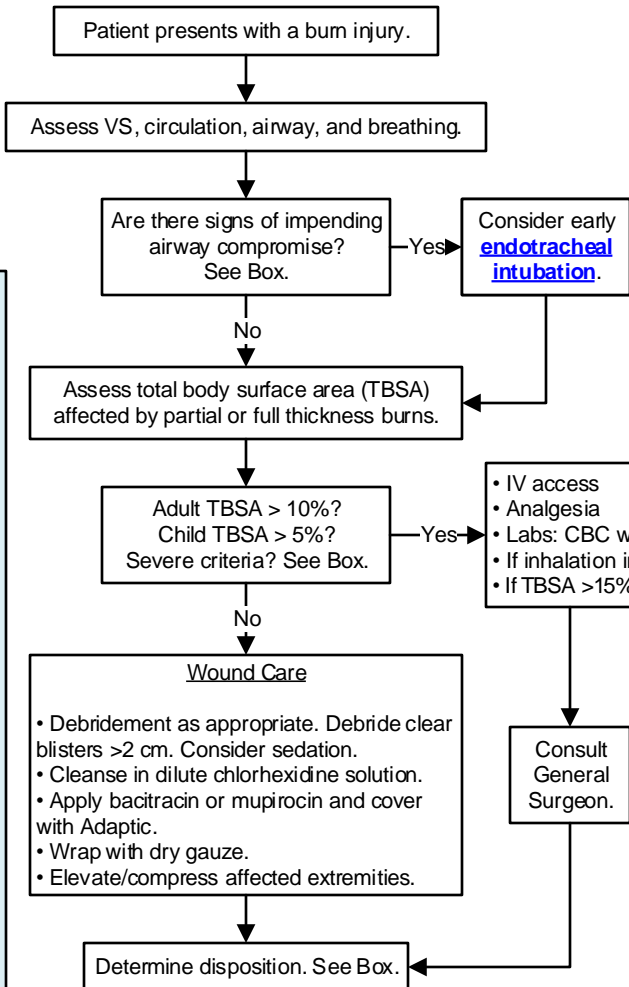 Patient presents with a burn injury.
Assess VS, circulation, airway, and breathing.
Are there signs of impending
airway compromise?
See Box.
Yes
Consider early
endotracheal
intubation.
No
Assess total body surface area (TBSA)
affected by partial or full thickness burns.
Adult TBSA > 10%?
Child TBSA > 5%?
Severe criteria? See Box.
Yes
• IV access
• Analgesia
• Labs: CBC
• If inhalation
• If TBSA >15%
No
Wound Care
• Debridement as appropriate. Debride clear
blisters >2 cm. Consider sedation.
• Cleanse in dilute chlorhexidine solution.
• Apply bacitracin or mupirocin and cover
with Adaptic.
• Wrap with dry gauze.
• Elevate/compress affected extremities.
Consult
General
Surgeon.
Determine disposition. See Box.